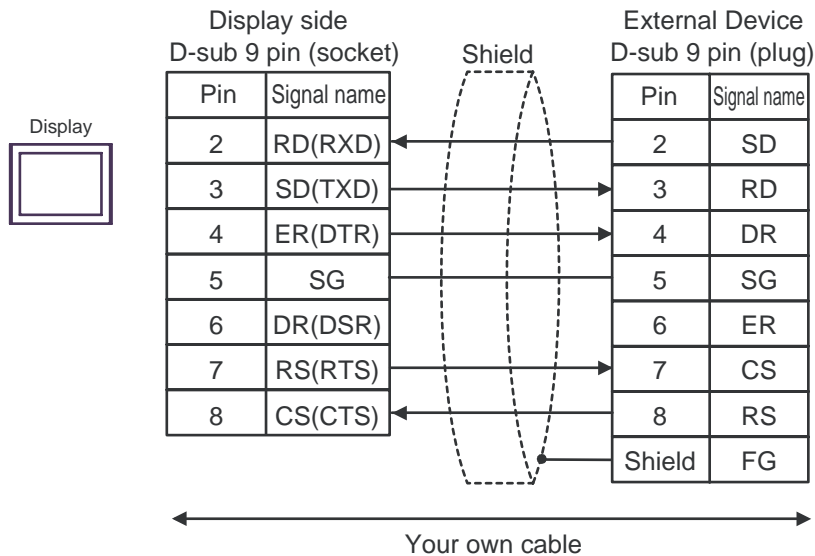 Display side
D-sub 9 pin (socket)
Shield
External Device
D-sub 9 pin (plug)
Display
Pin Signal name
2 RD(RXD)
3 SD(TXD)
4 ER(DTR)
5 SG
6 DR(DSR)
7 RS(RTS)
8 CS(CTS)
Pin Signal name
2 SD
3 RD
4 DR
5 SG
6 ER
7 CS
8 RS
Shield FG
Your own cable